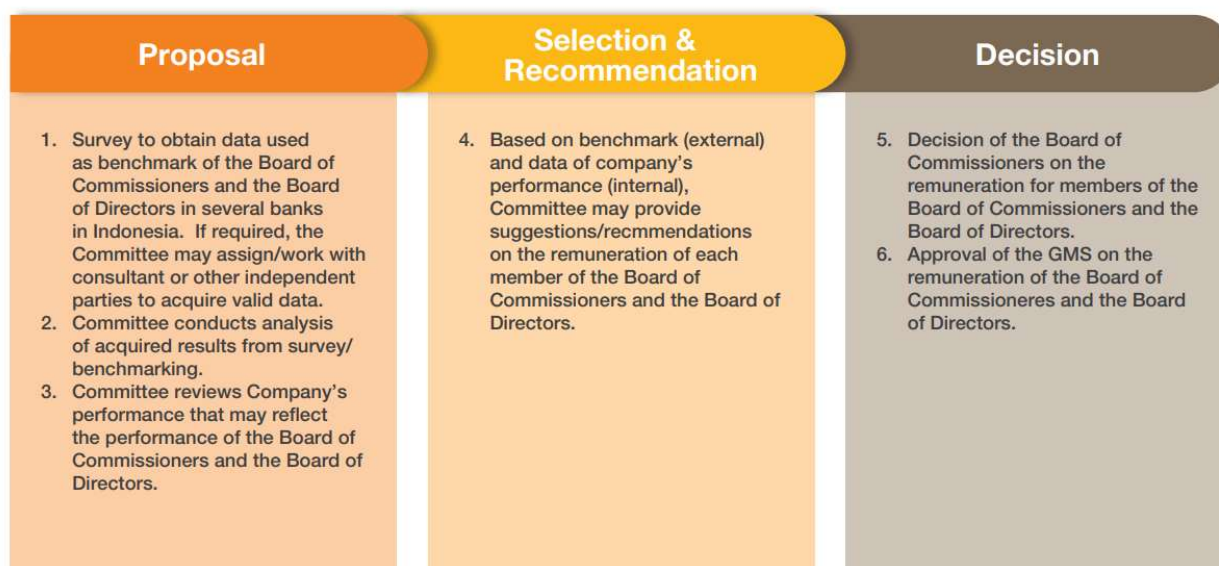 Proposal
1. Survey to obtain data used
as benchmark of the Board of
Commissioners and the Board
of Directors in several banks
in Indonesia. If required, the
Committee may assign/work with
consultant or other independent
parties to acquire valid data.
2. Committee conducts analysis
of acquired results from survey/
benchmarking.
3. Committee reviews Company's
performance that may reflect
the performance of the Board of
Commissioners and the Board of
Directors.
Selection &
Recommendation
4. Based on benchmark (external)
and data of company's
performance (internal),
Committee may provide
suggestions/recmmendations
on the remuneration of each
member of the Board of
Commissioners and the Board of
Directors.
Decision
5. Decision of the Board of
Commissioners on the
remuneration for members of the
Board of Commissioners and the
Board of Directors.
6. Approval of the GMS on the
remuneration of the Board of
Commissioneres and the Board
of Directors.